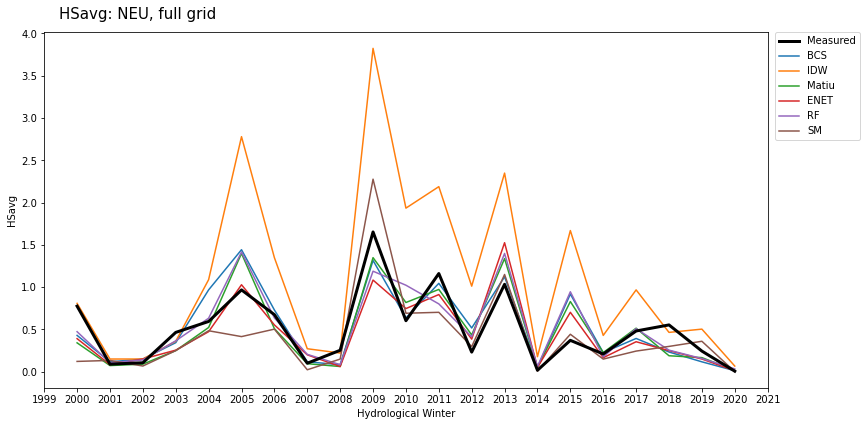 HSavg: NEU, full grid
4.0
3.5
3.0
2.5
2.0
1.5
1.0
0.5
0.0
HSavg
1999 2000 2001 2002 2003 2004 2005 2006 2007 2008 2009 2010 2011 2012 2013 2014 2015 2016 2017 2018 2019 2020 2021
Hydrological Winter
Measured
BCS
IDW
Matiu
ENET
RF
SM